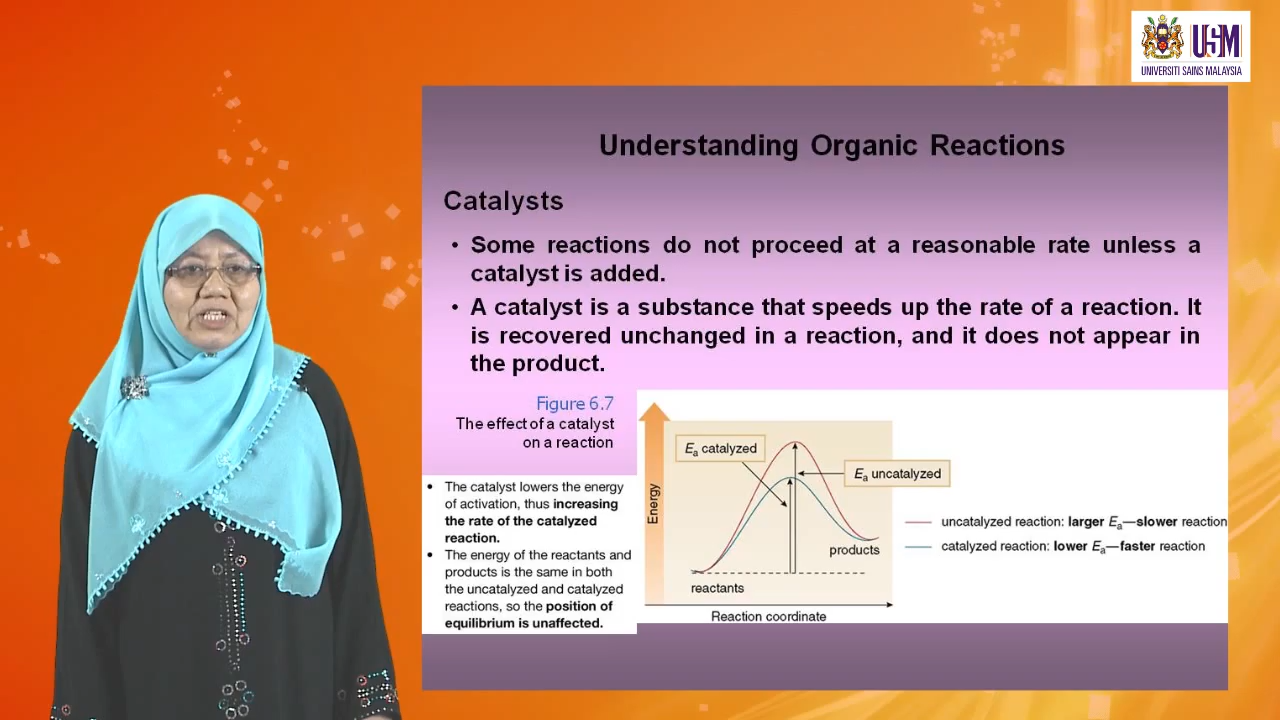 USM
UNIVERSITI SAINS MALAYSIA
Understanding Organic Reactions
Catalysts
• Some reactions do not proceed at a reasonable rate unless a
catalyst is added.
• A catalyst is a substance that speeds up the rate of a reaction. It
is recovered unchanged in a reaction, and it does not appear in
the product.
Figure 6.7
The effect of a catalyst
on a reaction
• The catalyst lowers the energy
of activation, thus increasing
the rate of the catalyzed
reaction.
• The energy of the reactants and
products is the same in both
the uncatalyzed and catalyzed
reactions, so the position of
equilibrium is unaffected.
Energy
Ea catalyzed
Ea uncatalyzed
products
reactants
Reaction coordinate
uncatalyzed reaction: larger Ea—slower reaction
catalyzed reaction: lower Ea—faster reaction